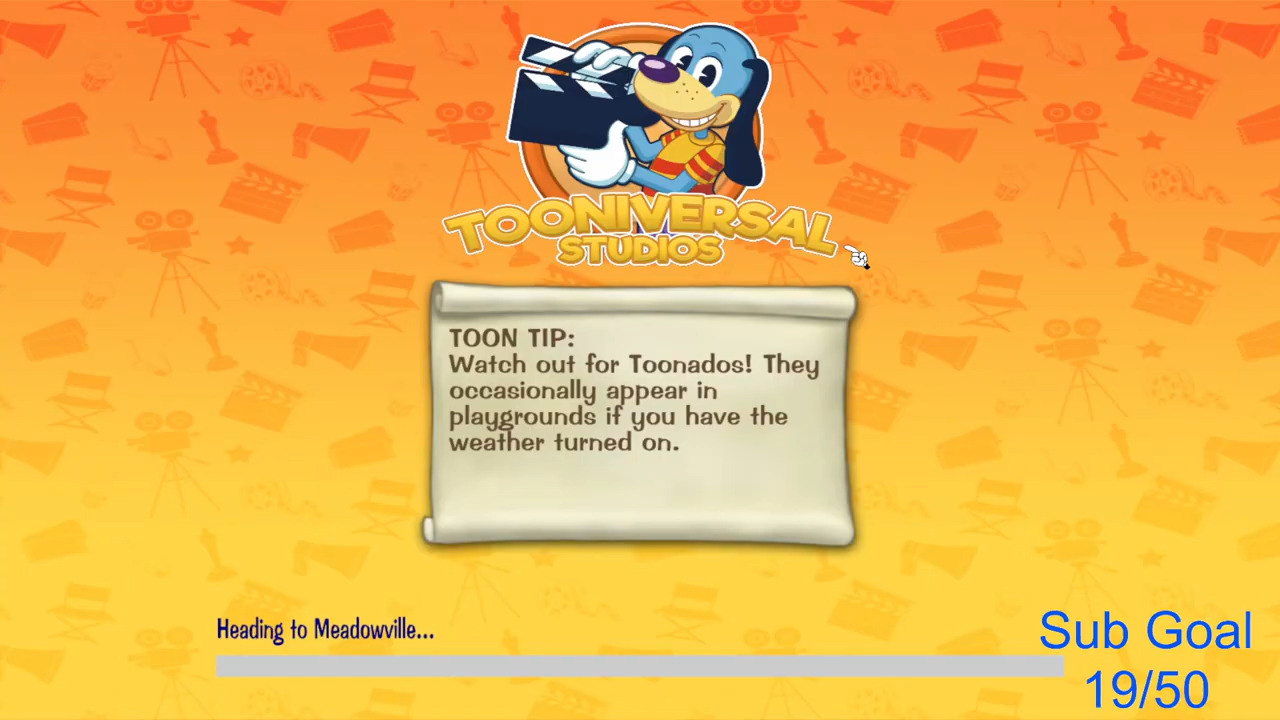 TOONIVERSAL
STUDIOS
TOON TIP:
Watch out for Toonados! They
occasionally appear in
playgrounds if you have the
weather turned on.
Heading to Meadowville...
Sub Goal
19/50